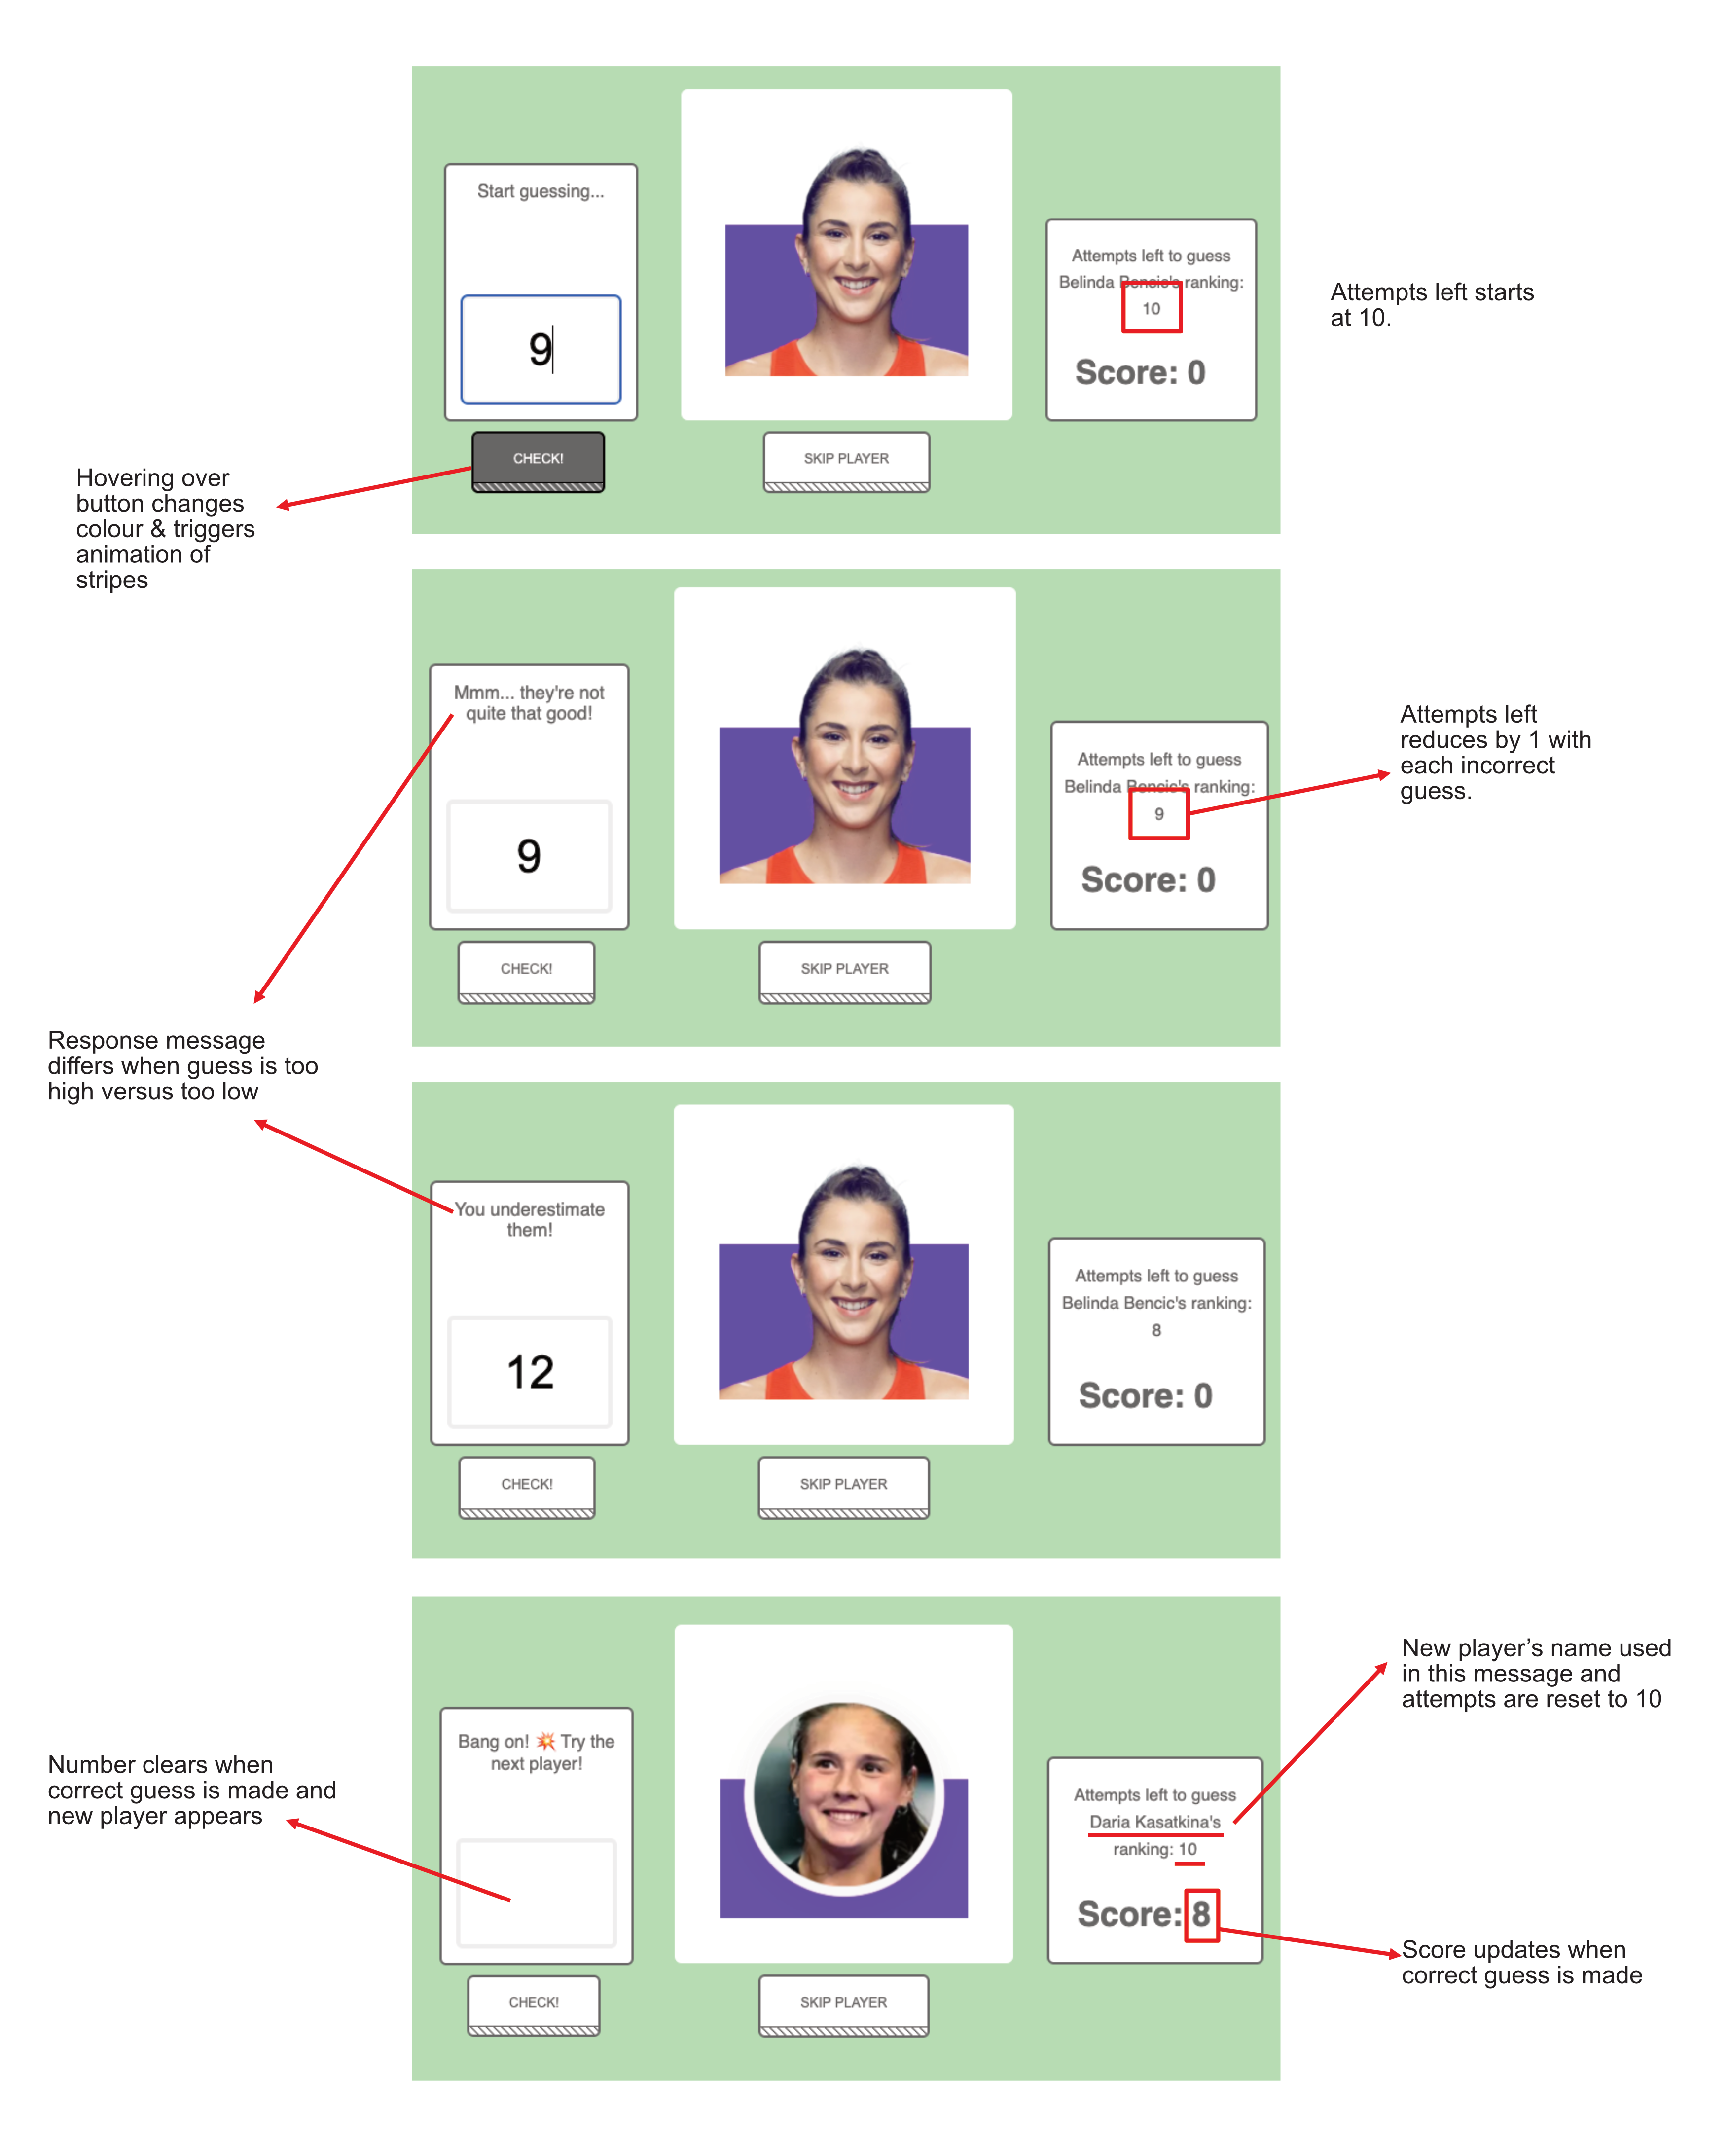 Start guessing...
9
CHECK!
SKIP PLAYER
Attempts left to guess
Belinda Bencic's ranking:
10
Score: 0
Attempts left starts
at 10.
Hovering over
button changes
colour & triggers
animation of
stripes
Mmm... they're not
quite that good!
9
CHECK!
SKIP PLAYER
Attempts left to guess
Belinda Bencic's ranking:
9
Score: 0
Attempts left
reduces by 1 with
each incorrect
guess.
Response message
differs when guess is too
high versus too low
You underestimate
them!
12
CHECK!
SKIP PLAYER
Attempts left to guess
Belinda Bencic's ranking:
8
Score: 0
Bang on! 💥 Try the
next player!
CHECK!
SKIP PLAYER
Attempts left to guess
Daria Kasatkina's
ranking: 10
Score: 8
New player’s name used
in this message and
attempts are reset to 10
Number clears when
correct guess is made and
new player appears
Score updates when
correct guess is made